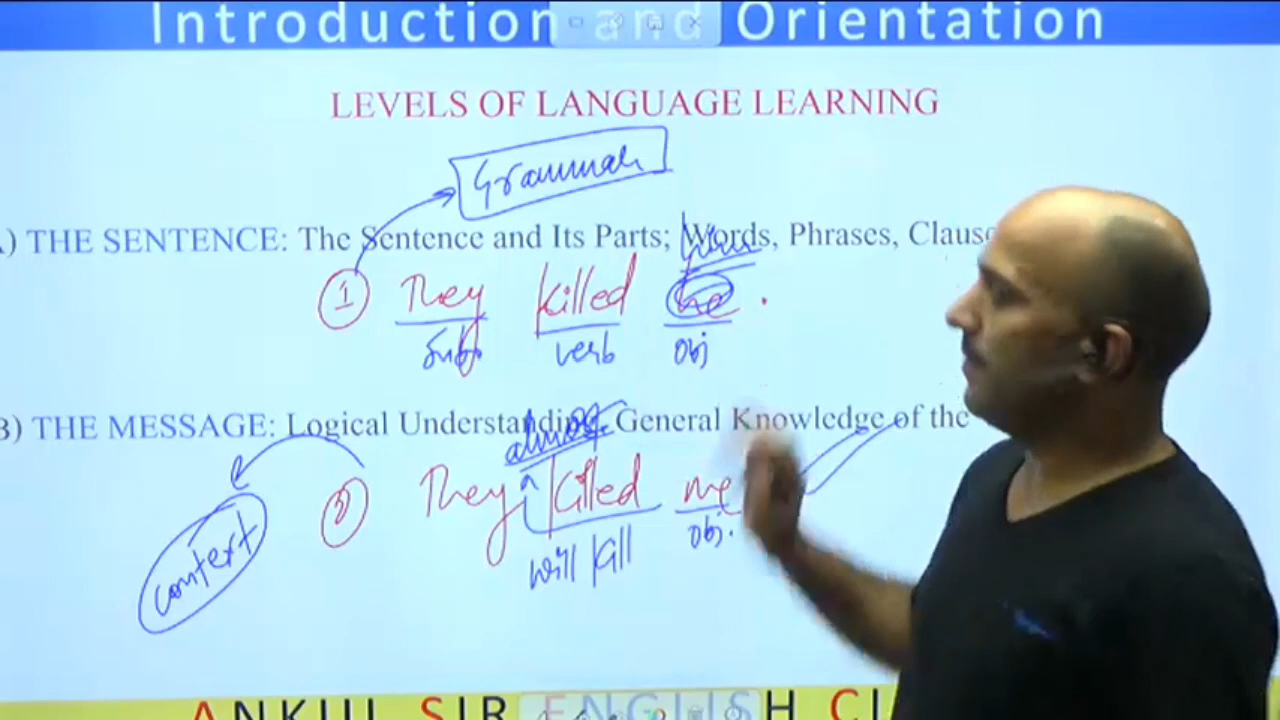 Introduction and Orientation
LEVELS OF LANGUAGE LEARNING
Grammar
) THE SENTENCE: The Sentence and Its Parts; Words, Phrases, Clause
1 They killed he .
Sub. verb obj
B) THE MESSAGE: Logical Understanding, General Knowledge of the
almost
They killed me
context will kill obj.
ANKUL SIR ENGLISH CL